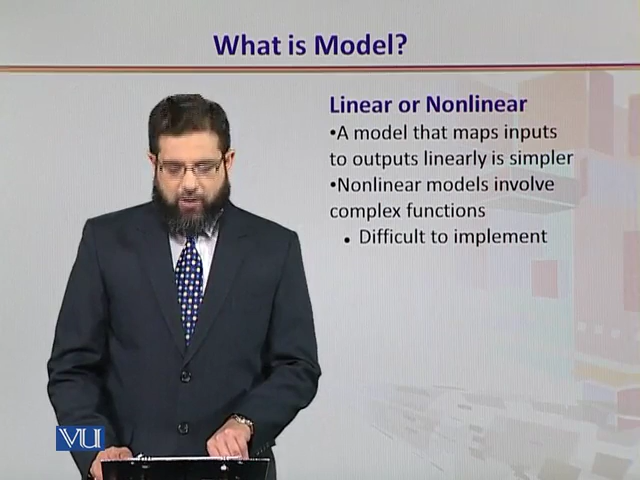 What is Model?
Linear or Nonlinear
•A model that maps inputs
to outputs linearly is simpler
•Nonlinear models involve
complex functions
• Difficult to implement
VU